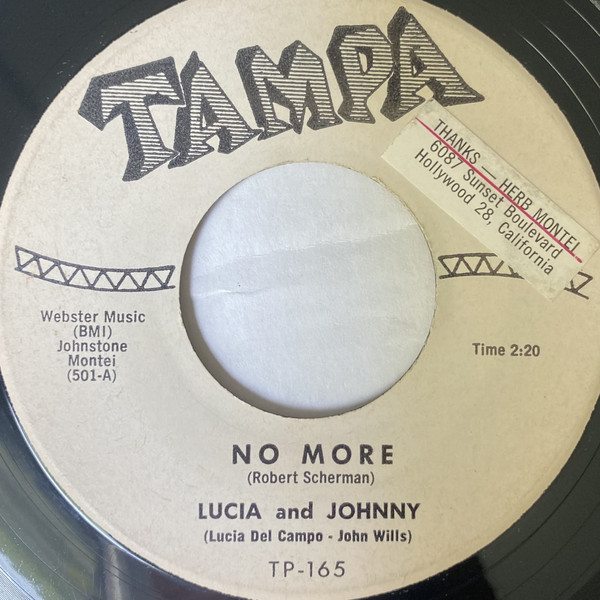 TAMPA
THANKS — HERB MONTEI
6087 Sunset Boulevard
Hollywood 28, California
Webster Music
(BMI)
Johnstone
Montei
(501-A)
Time 2:20
NO MORE
(Robert Scherman)
LUCIA and JOHNNY
(Lucia Del Campo - John Wills)
TP-165